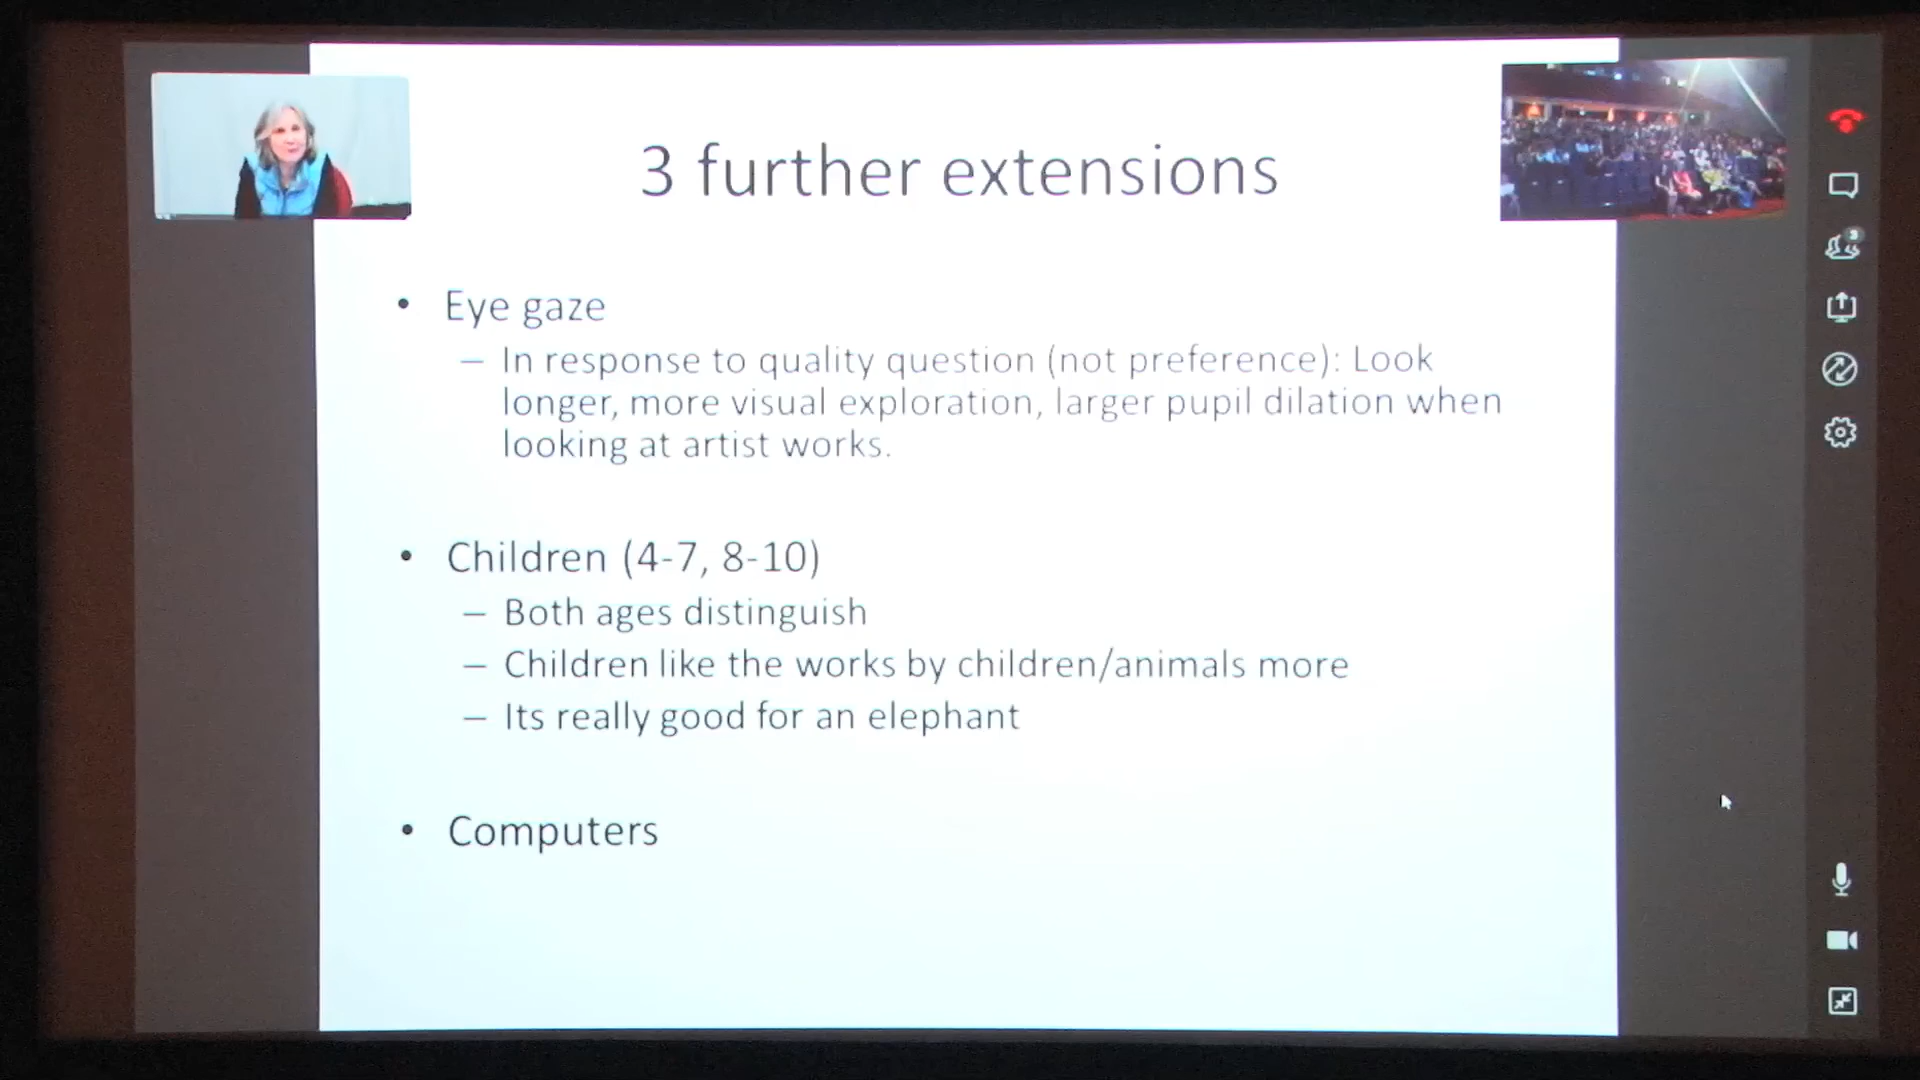 3 further extensions
• Eye gaze
– In response to quality question (not preference): Look
longer, more visual exploration, larger pupil dilation when
looking at artist works.
• Children (4-7, 8-10)
– Both ages distinguish
– Children like the works by children/animals more
– Its really good for an elephant
• Computers
3